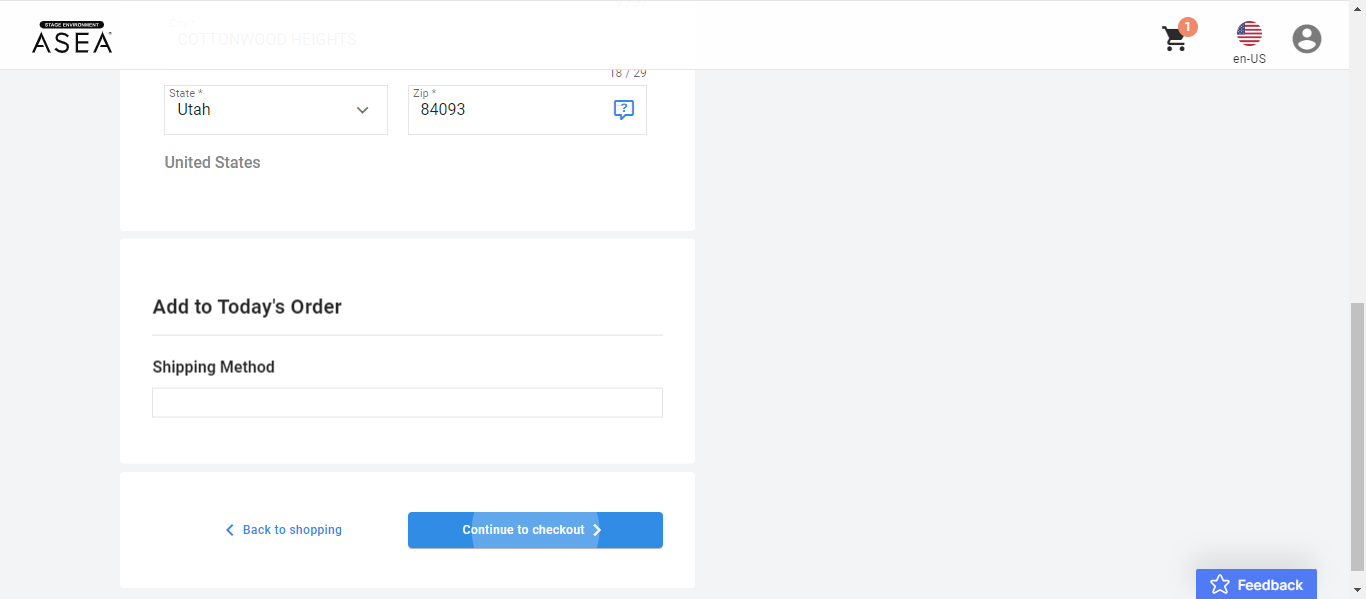 STAGE ENVIRONMENT
ASEA
1
en-US
City *
COTTONWOOD HEIGHTS
18 / 29
State *
Utah
Zip *
84093
?
United States
Add to Today's Order
Shipping Method
Back to shopping
Continue to checkout
Feedback